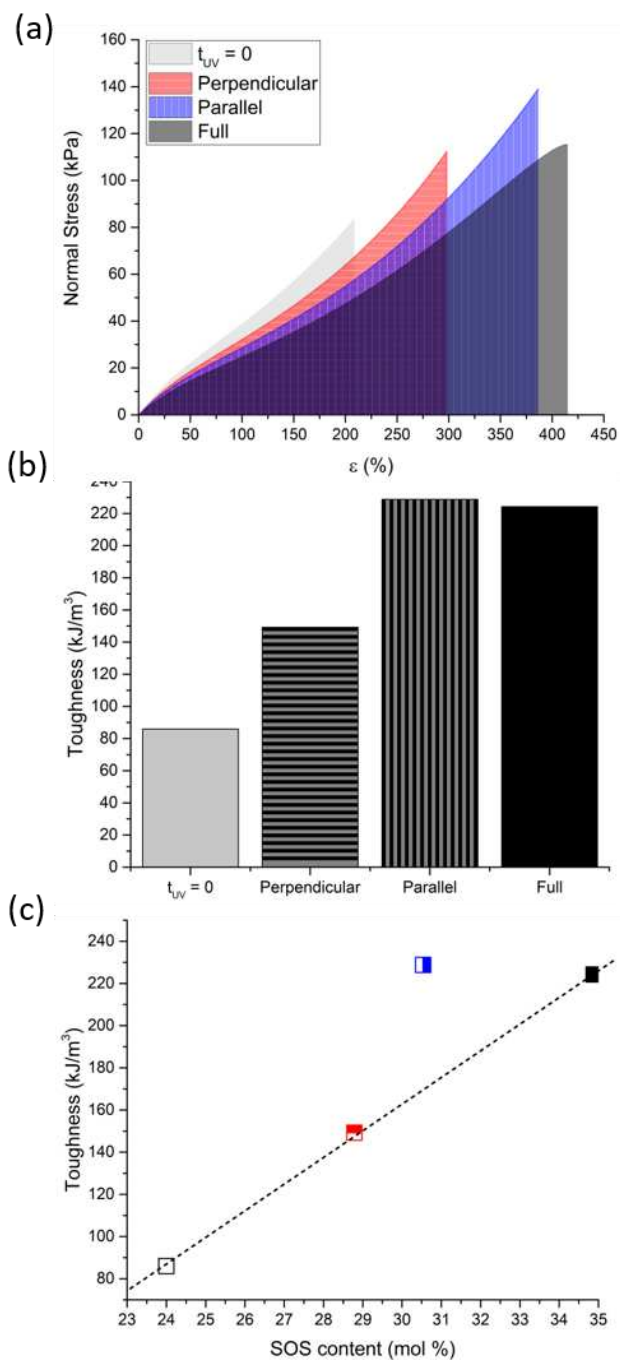 (a)
160
140
120
100
80
60
40
20
0
Normal Stress (kPa)
t_UV = 0
Perpendicular
Parallel
Full
0 50 100 150 200 250 300 350 400 450
ε (%)
(b)
240
220
200
180
160
140
120
100
80
60
40
20
0
Toughness (kJ/m³)
t_UV = 0 Perpendicular Parallel Full
(c)
240
220
200
180
160
140
120
100
80
Toughness (kJ/m³)
23 24 25 26 27 28 29 30 31 32 33 34 35
SOS content (mol %)